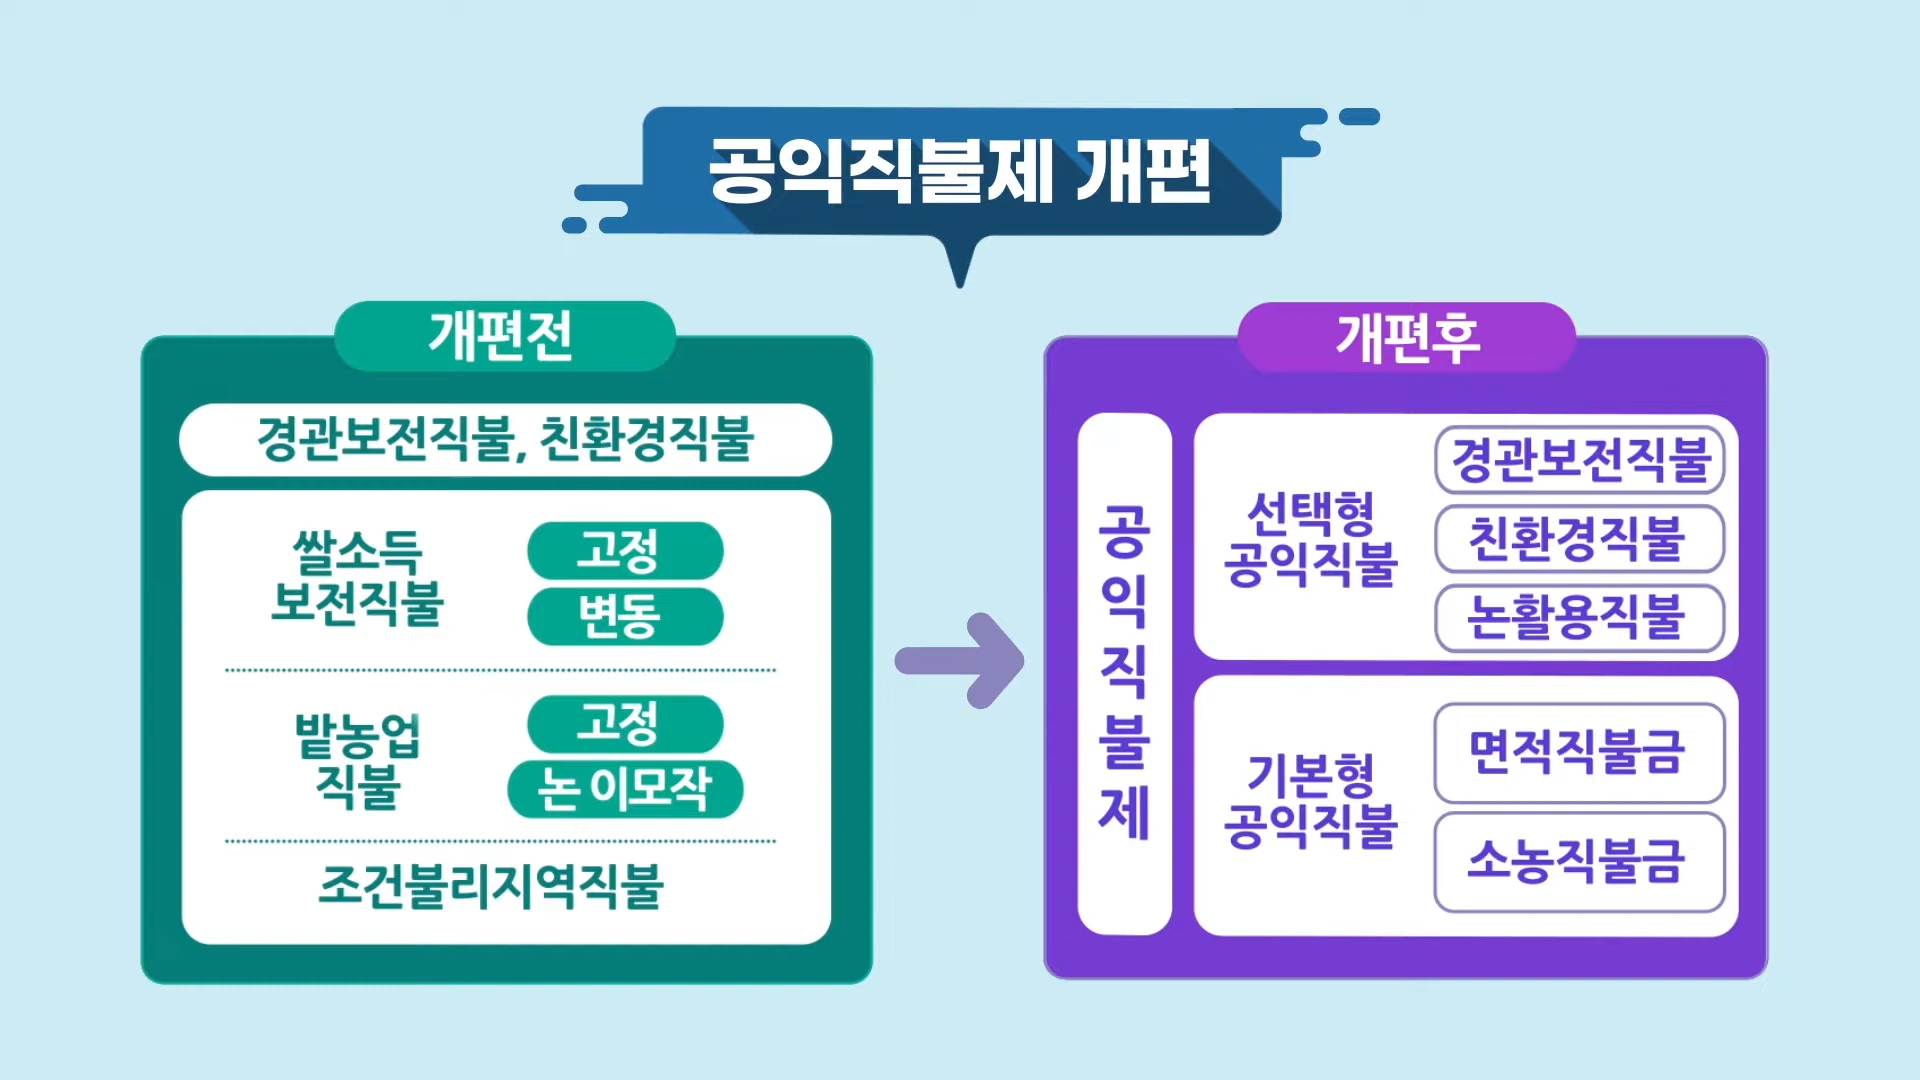 공익직불제 개편
개편전
경관보전직불, 친환경직불
쌀소득
보전직불
고정
변동
밭농업
직불
고정
논 이모작
조건불리지역직불
개편후
공익직불제
선택형
공익직불
경관보전직불
친환경직불
논활용직불
기본형
공익직불
면적직불금
소농직불금